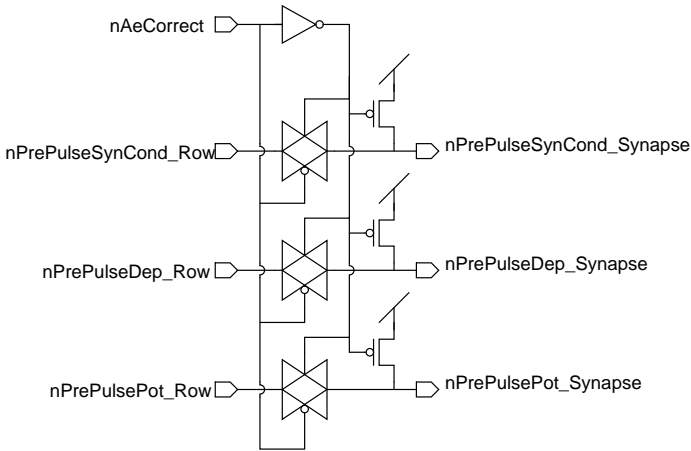 nAeCorrect
nPrePulseSynCond_Row
nPrePulseSynCond_Synapse
nPrePulseDep_Row
nPrePulseDep_Synapse
nPrePulsePot_Row
nPrePulsePot_Synapse